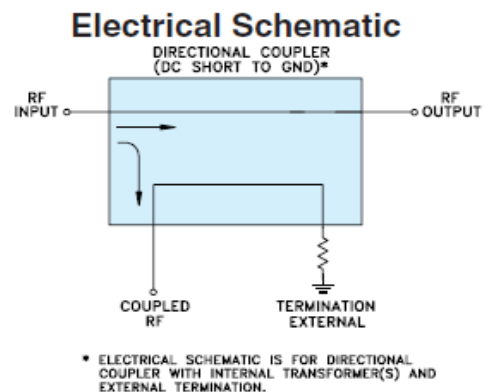 Electrical Schematic
DIRECTIONAL COUPLER
(DC SHORT TO GND)*
RF
INPUT
RF
OUTPUT
COUPLED
RF
TERMINATION
EXTERNAL
* ELECTRICAL SCHEMATIC IS FOR DIRECTIONAL
COUPLER WITH INTERNAL TRANSFORMER(S) AND
EXTERNAL TERMINATION.